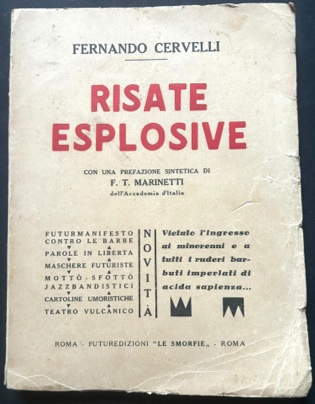 FERNANDO CERVELLI
RISATE
ESPLOSIVE
CON UNA PREFAZIONE SINTETICA DI
F. T. MARINETTI
dell'Accademia d'Italia
FUTURMANIFESTO
CONTRO LE BARBE
PAROLE IN LIBERTA
MASCHERE FUTURISTE
MOTTÒ - SFOTTÒ
JAZZBANDISTICI
CARTOLINE UMORISTICHE
TEATRO VULCANICO
NOVITÀ
Vietato l'ingresso
ai minorenni e a
tutti i ruderi bar-
buti imperlati di
acida sapienza...
ROMA - FUTUREDIZIONI "LE SMORFIE„ - ROMA